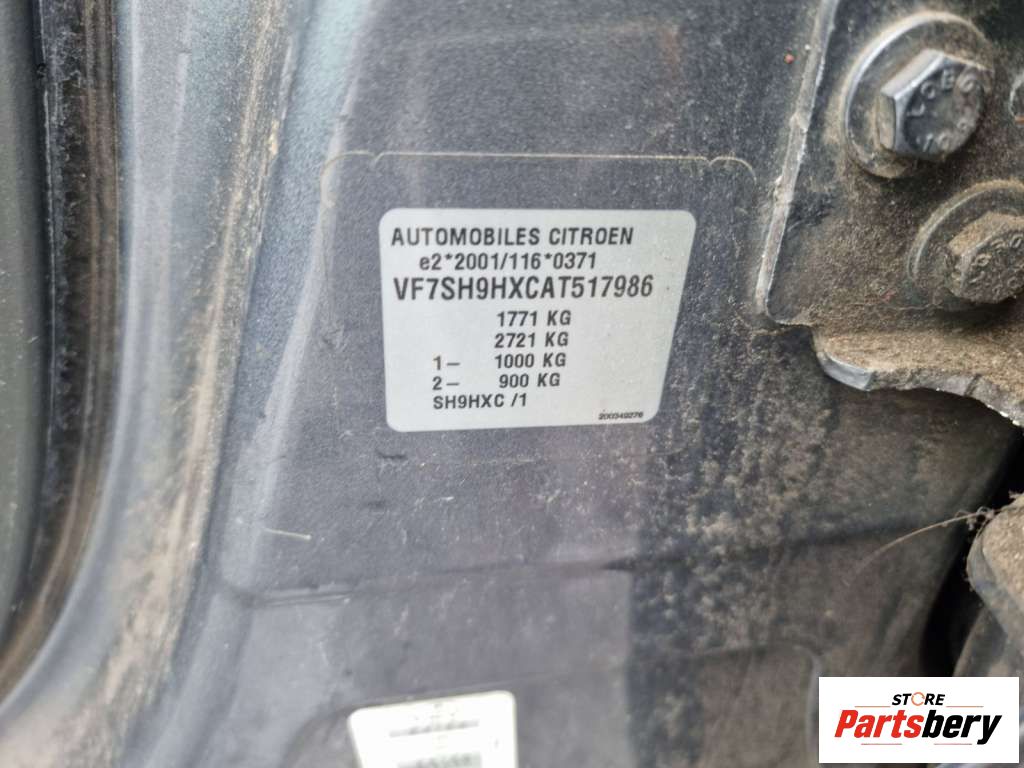 AUTOMOBILES CITROEN
e2*2001/116*0371
VF7SH9HXCAT517986
1771 KG
2721 KG
1- 1000 KG
2- 900 KG
SH9HXC /1
200349276
STORE
Partsbery